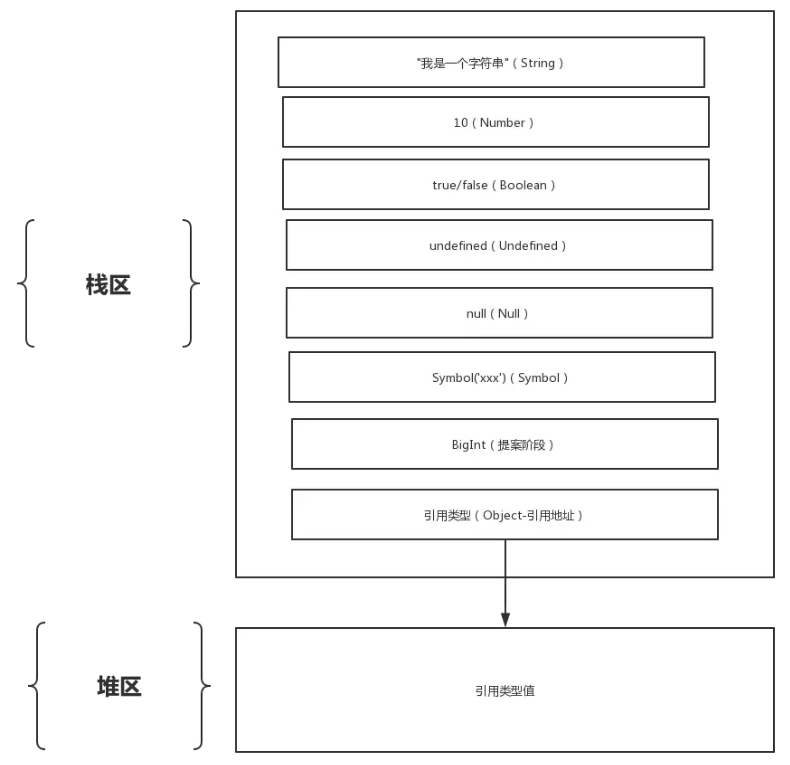 "我是一个字符串"（String）
10（Number）
true/false（Boolean）
undefined（Undefined）
栈区
null（Null）
Symbol('xxx')（Symbol）
BigInt（提案阶段）
引用类型（Object-引用地址）
堆区
引用类型值